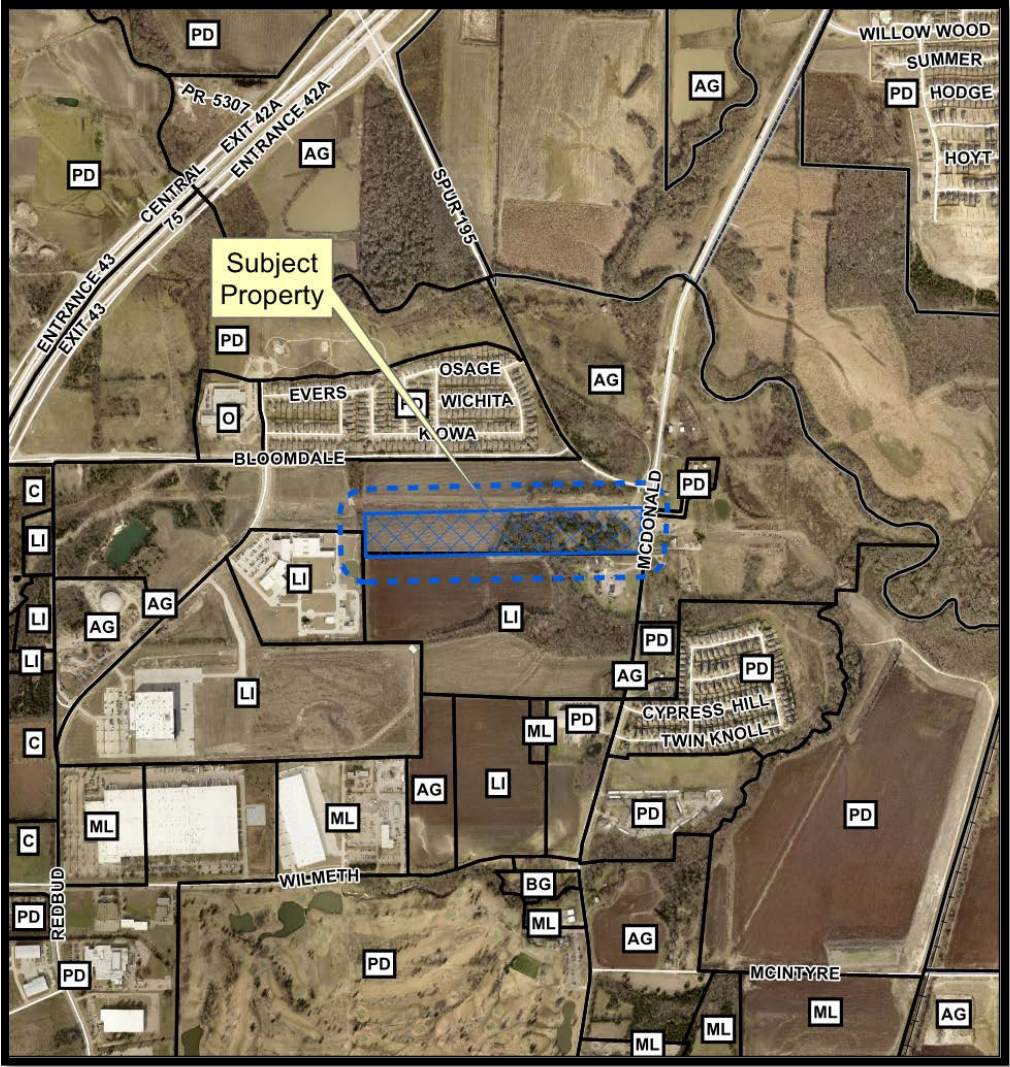 PD
WILLOW WOOD
SUMMER
PD
HODGE
HOYT
PR 5307
EXIT 42A
ENTRANCE 42A
AG
AG
PD
CENTRAL
75
SPUR 195
ENTRANCE 43
EXIT 43
Subject
Property
PD
OSAGE
EVERS
PD
WICHITA
AG
O
KIOWA
BLOOMDALE
C
PD
MCDONALD
LI
LI
AG
AG
LI
LI
PD
LI
AG
PD
LI
CYPRESS HILL
TWIN KNOLL
ML
PD
C
AG
LI
ML
ML
PD
PD
C
WILMETH
BG
REDBUD
PD
ML
AG
PD
PD
MCINTYRE
ML
AG
ML
ML